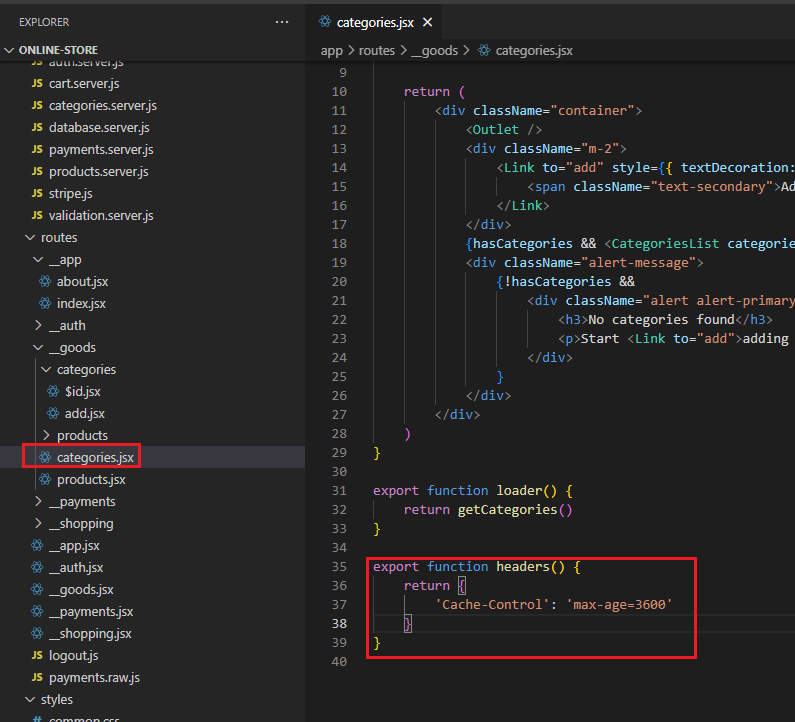 EXPLORER
ONLINE-STORE
JS auth.server.js
JS cart.server.js
JS categories.server.js
JS database.server.js
JS payments.server.js
JS products.server.js
JS stripe.js
JS validation.server.js
routes
__app
about.jsx
index.jsx
__auth
__goods
categories
$id.jsx
add.jsx
products
categories.jsx
products.jsx
__payments
__shopping
__app.jsx
__auth.jsx
__goods.jsx
__payments.jsx
__shopping.jsx
JS logout.js
JS payments.raw.js
styles
# common.css
categories.jsx
app > routes > __goods > categories.jsx
9
10 return (
11 <div className="container">
12 <Outlet />
13 <div className="m-2">
14 <Link to="add" style={{ textDecoration:
15 <span className="text-secondary">Ad
16 </Link>
17 </div>
18 {hasCategories && <CategoriesList categorie
19 <div className="alert-message">
20 {!hasCategories &&
21 <div className="alert alert-primary
22 <h3>No categories found</h3>
23 <p>Start <Link to="add">adding
24 </div>
25 }
26 </div>
27 </div>
28 )
29 }
30
31 export function loader() {
32 return getCategories()
33 }
34
35 export function headers() {
36 return {
37 'Cache-Control': 'max-age=3600'
38 }
39 }
40